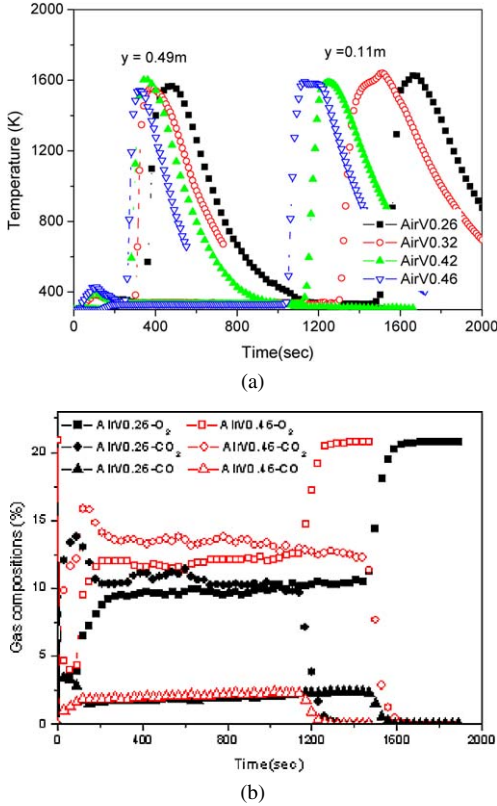 2000
1600
1200
800
400
Temperature (K)
y = 0.49m
y = 0.11m
AirV0.26
AirV0.32
AirV0.42
AirV0.46
0 400 800 1200 1600 2000
Time(sec)
(a)
AIrV0.26-O2 AIrV0.46-O2
AIrV0.26-CO2 AIrV0.46-CO2
AIrV0.26-CO AIrV0.46-CO
20
15
10
5
0
Gas compositions (%)
0 400 800 1200 1600 2000
Time(sec)
(b)